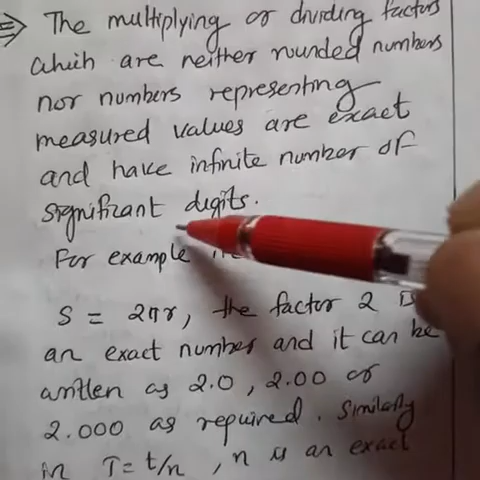 ⇒ The multiplying or dividing factors
which are neither rounded numbers
nor numbers representing
measured values are exact
and have infinite number of
significant digits.
For example
S = 2πr, the factor 2 is
an exact number and it can be
written as 2.0, 2.00 or
2.000 as required. Similarly
in T=t/n, n is an exact